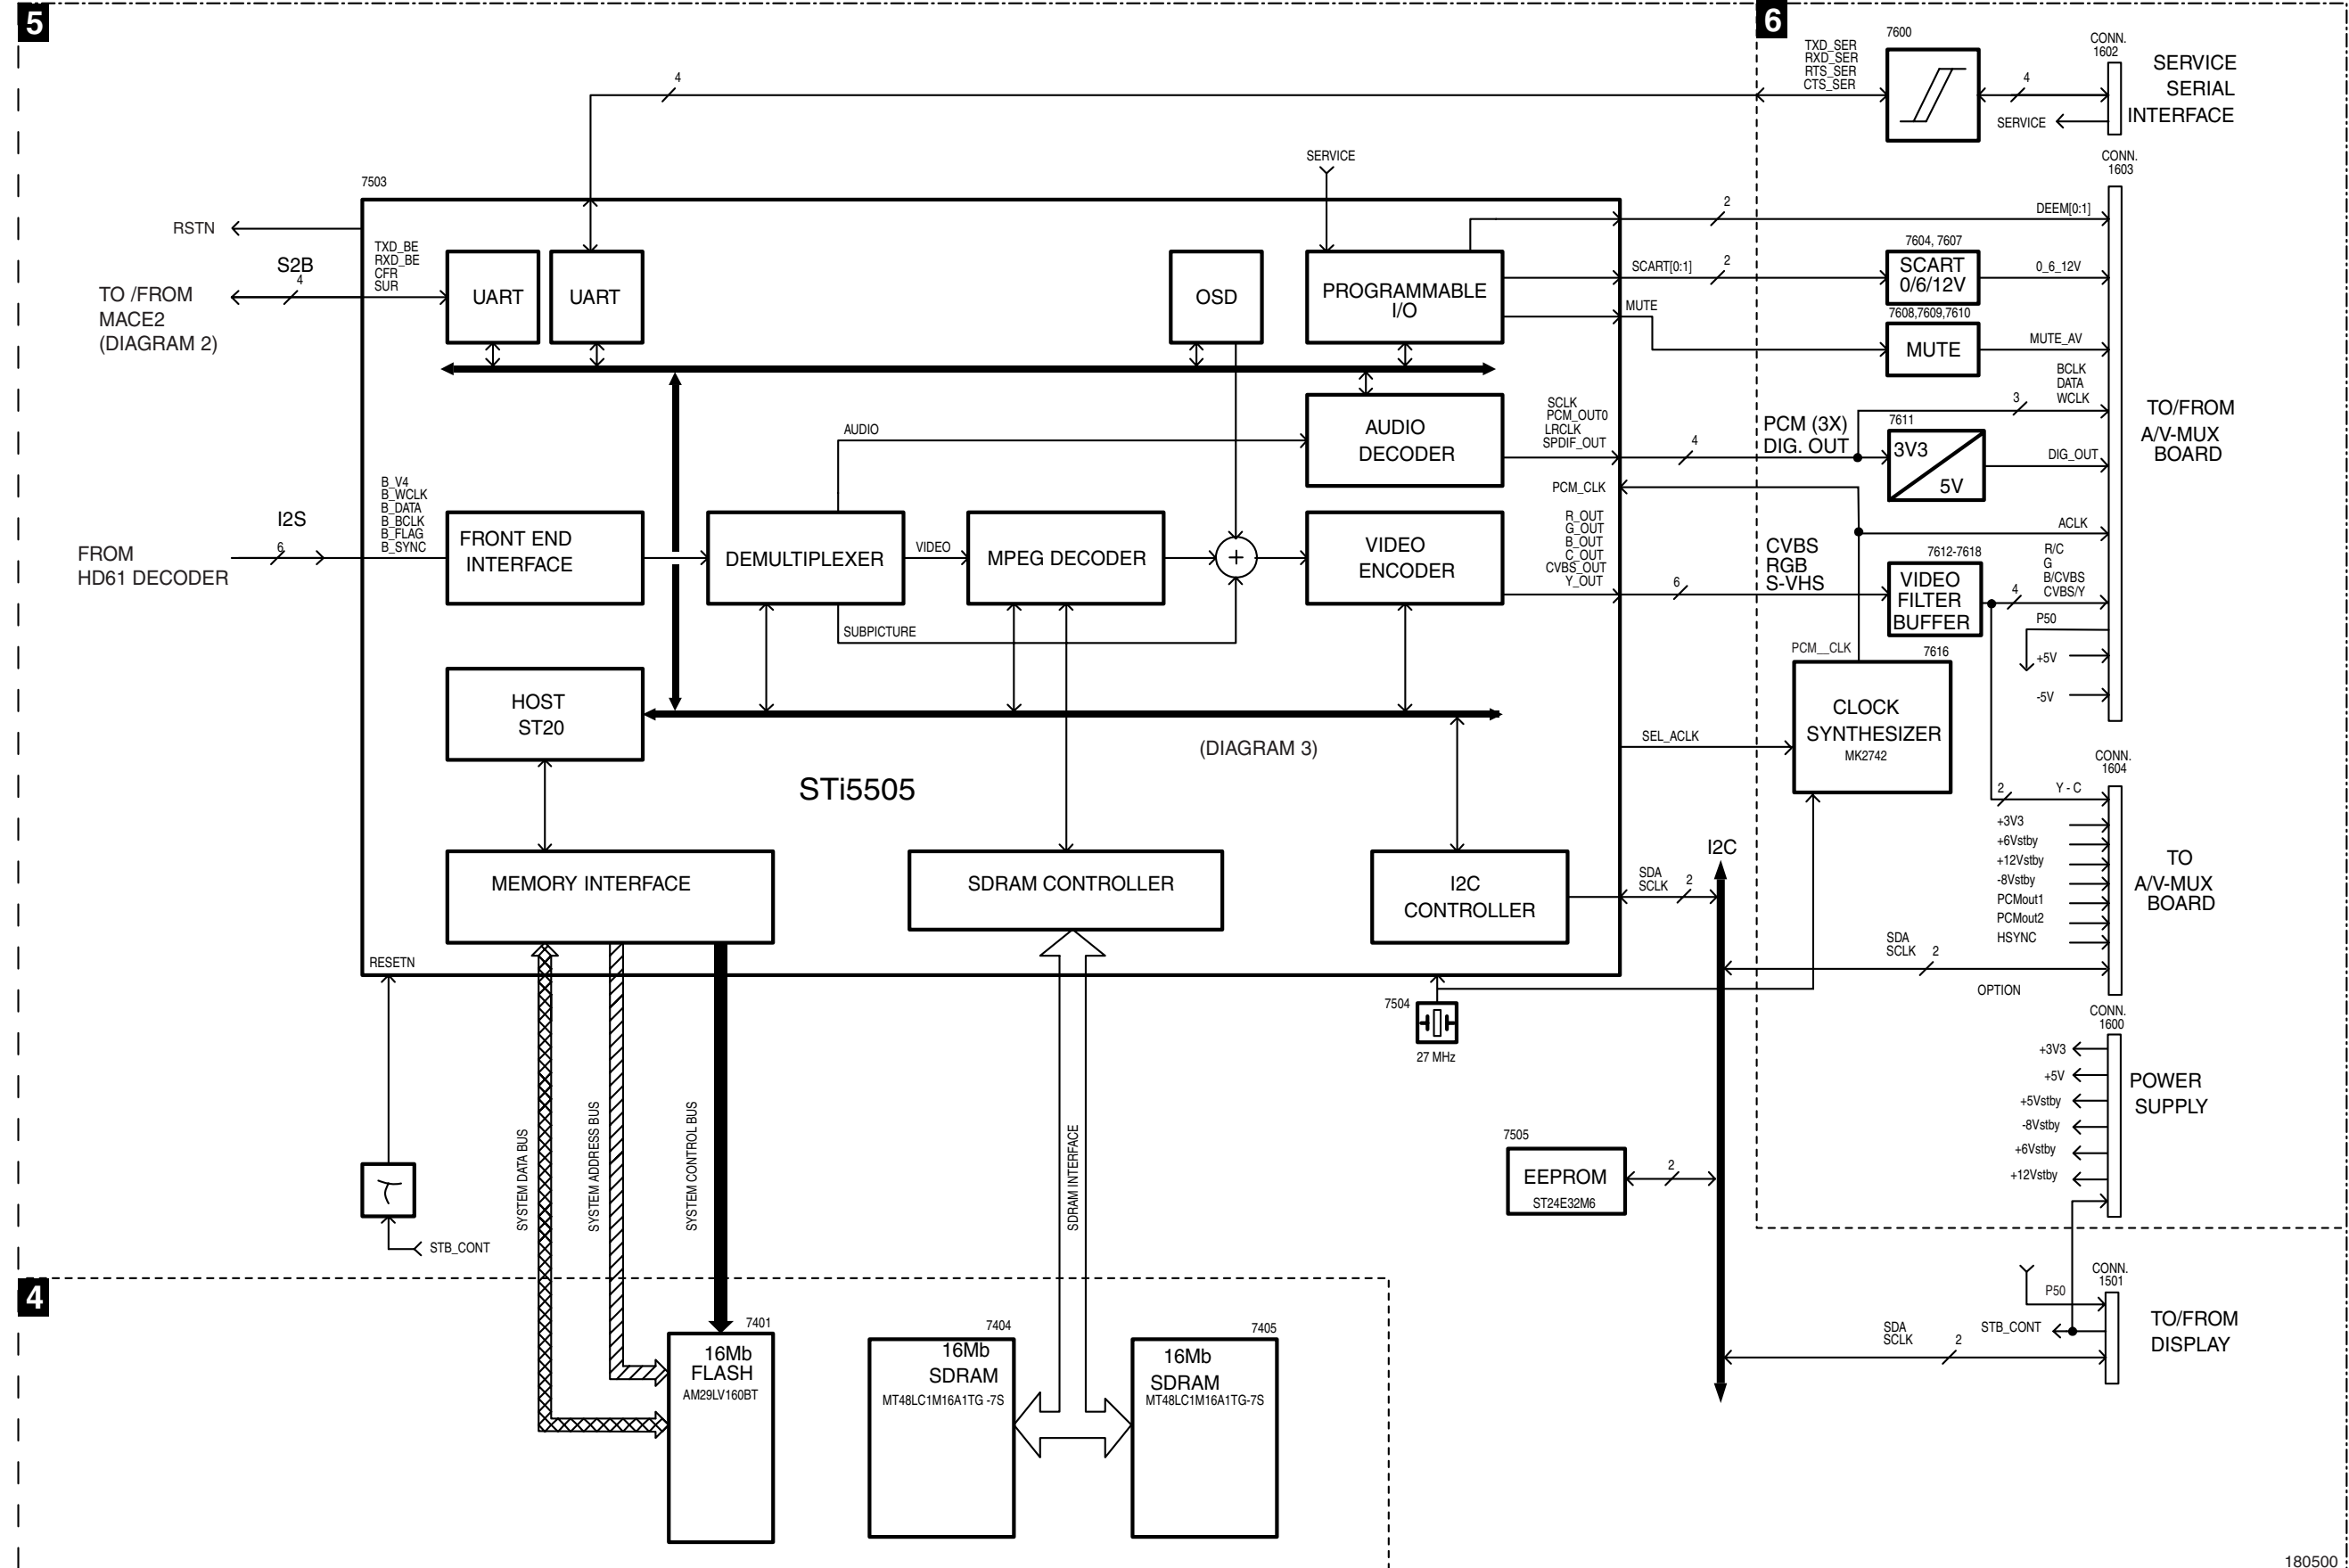 5
6
TXD_SER
RXD_SER
RTS_SER
CTS_SER
7600
CONN.
1602
4
4
SERVICE
SERIAL
INTERFACE
SERVICE
SERVICE
CONN.
1603
7503
RSTN
S2B
4
TXD_BE
RXD_BE
CFR
SUR
TO /FROM
MACE2
(DIAGRAM 2)
UART
UART
OSD
PROGRAMMABLE
I/O
2
DEEM[0:1]
SCART[0:1]
2
7604, 7607
SCART
0/6/12V
0_6_12V
MUTE
7608,7609,7610
MUTE
MUTE_AV
BCLK
DATA
WCLK
3
TO/FROM
A/V-MUX
BOARD
AUDIO
AUDIO
DECODER
SCLK
PCM_OUT0
LRCLK
SPDIF_OUT
4
PCM (3X)
DIG. OUT
7611
3V3
5V
DIG_OUT
PCM_CLK
ACLK
I2S
6
B_V4
B_WCLK
B_DATA
B_BCLK
B_FLAG
B_SYNC
FROM
HD61 DECODER
FRONT END
INTERFACE
DEMULTIPLEXER
VIDEO
MPEG DECODER
+
VIDEO
ENCODER
R_OUT
G_OUT
B_OUT
C_OUT
CVBS_OUT
Y_OUT
6
CVBS
RGB
S-VHS
7612-7618
VIDEO
FILTER
BUFFER
R/C
G
B/CVBS
CVBS/Y
4
P50
+5V
-5V
SUBPICTURE
PCM__CLK
7616
CLOCK
SYNTHESIZER
MK2742
HOST
ST20
(DIAGRAM 3)
SEL_ACLK
STi5505
CONN.
1604
2
Y - C
+3V3
+6Vstby
+12Vstby
-8Vstby
PCMout1
PCMout2
HSYNC
TO
A/V-MUX
BOARD
MEMORY INTERFACE
SDRAM CONTROLLER
I2C
CONTROLLER
SDA
SCLK
2
I2C
SDA
SCLK
2
OPTION
RESETN
7504
27 MHz
CONN.
1600
+3V3
+5V
+5Vstby
-8Vstby
+6Vstby
+12Vstby
POWER
SUPPLY
SYSTEM DATA BUS
SYSTEM ADDRESS BUS
SYSTEM CONTROL BUS
SDRAM INTERFACE
7505
EEPROM
ST24E32M6
2
STB_CONT
4
7401
16Mb
FLASH
AM29LV160BT
7404
16Mb
SDRAM
MT48LC1M16A1TG -7S
7405
16Mb
SDRAM
MT48LC1M16A1TG-7S
CONN.
1501
P50
STB_CONT
SDA
SCLK
2
TO/FROM
DISPLAY
180500